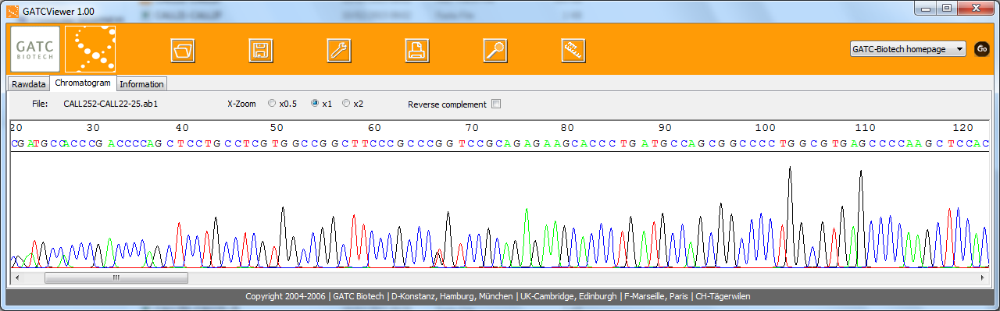 GATCViewer 1.00
GATC
BIOTECH
GATC-Biotech homepage
Go
Rawdata Chromatogram Information
File: CALL252-CALL22-25.ab1 X-Zoom x0.5 x1 x2 Reverse complement
20 30 40 50 60 70 80 90 100 110 120
CGATGCCACCCGACCCCAGCTCCTGCCTCGTGGCCGGCTTCCCGCCCGGTCCGCAGAGAAGCACCCTGATGCCAGCGGCCCCTGGCGTGAGCCCCAAGCTCCAC
Copyright 2004-2006 | GATC Biotech | D-Konstanz, Hamburg, München | UK-Cambridge, Edinburgh | F-Marseille, Paris | CH-Tägerwilen